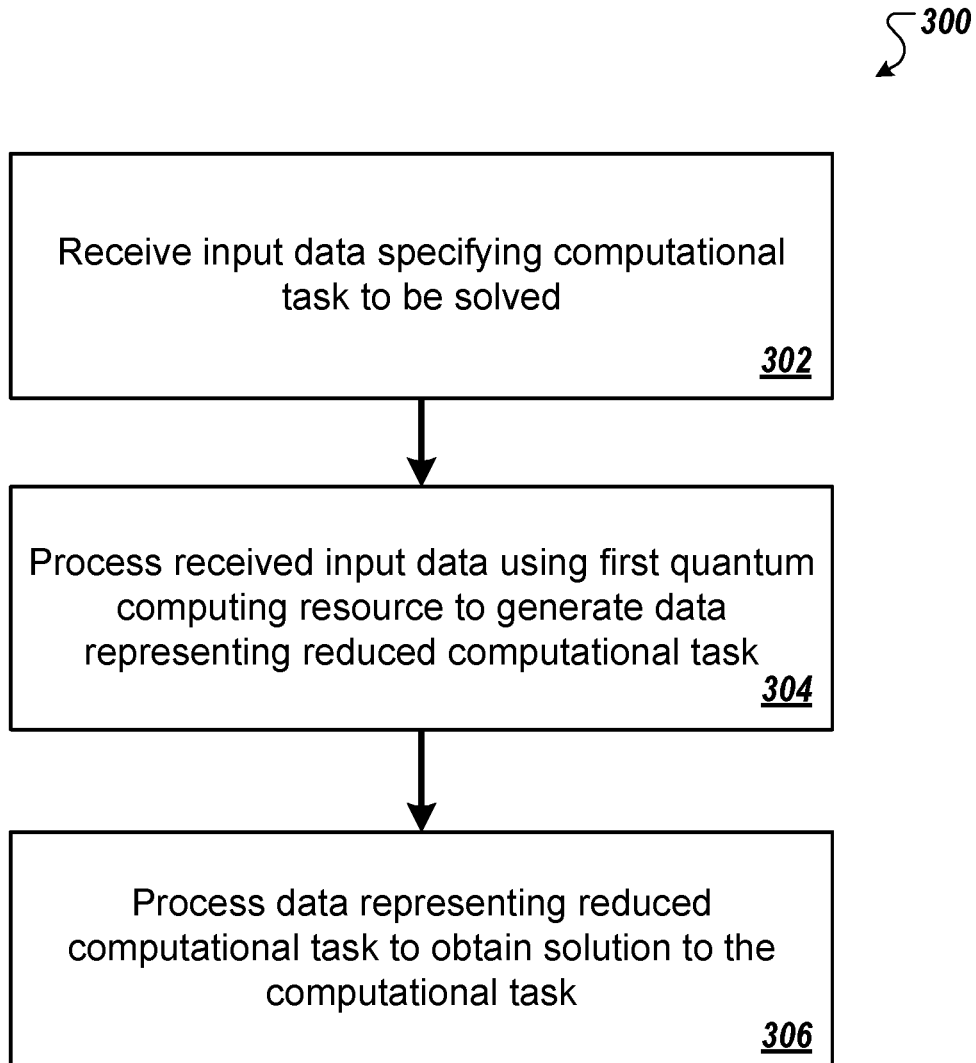 300
Receive input data specifying computational
task to be solved
302
Process received input data using first quantum
computing resource to generate data
representing reduced computational task
304
Process data representing reduced
computational task to obtain solution to the
computational task
306